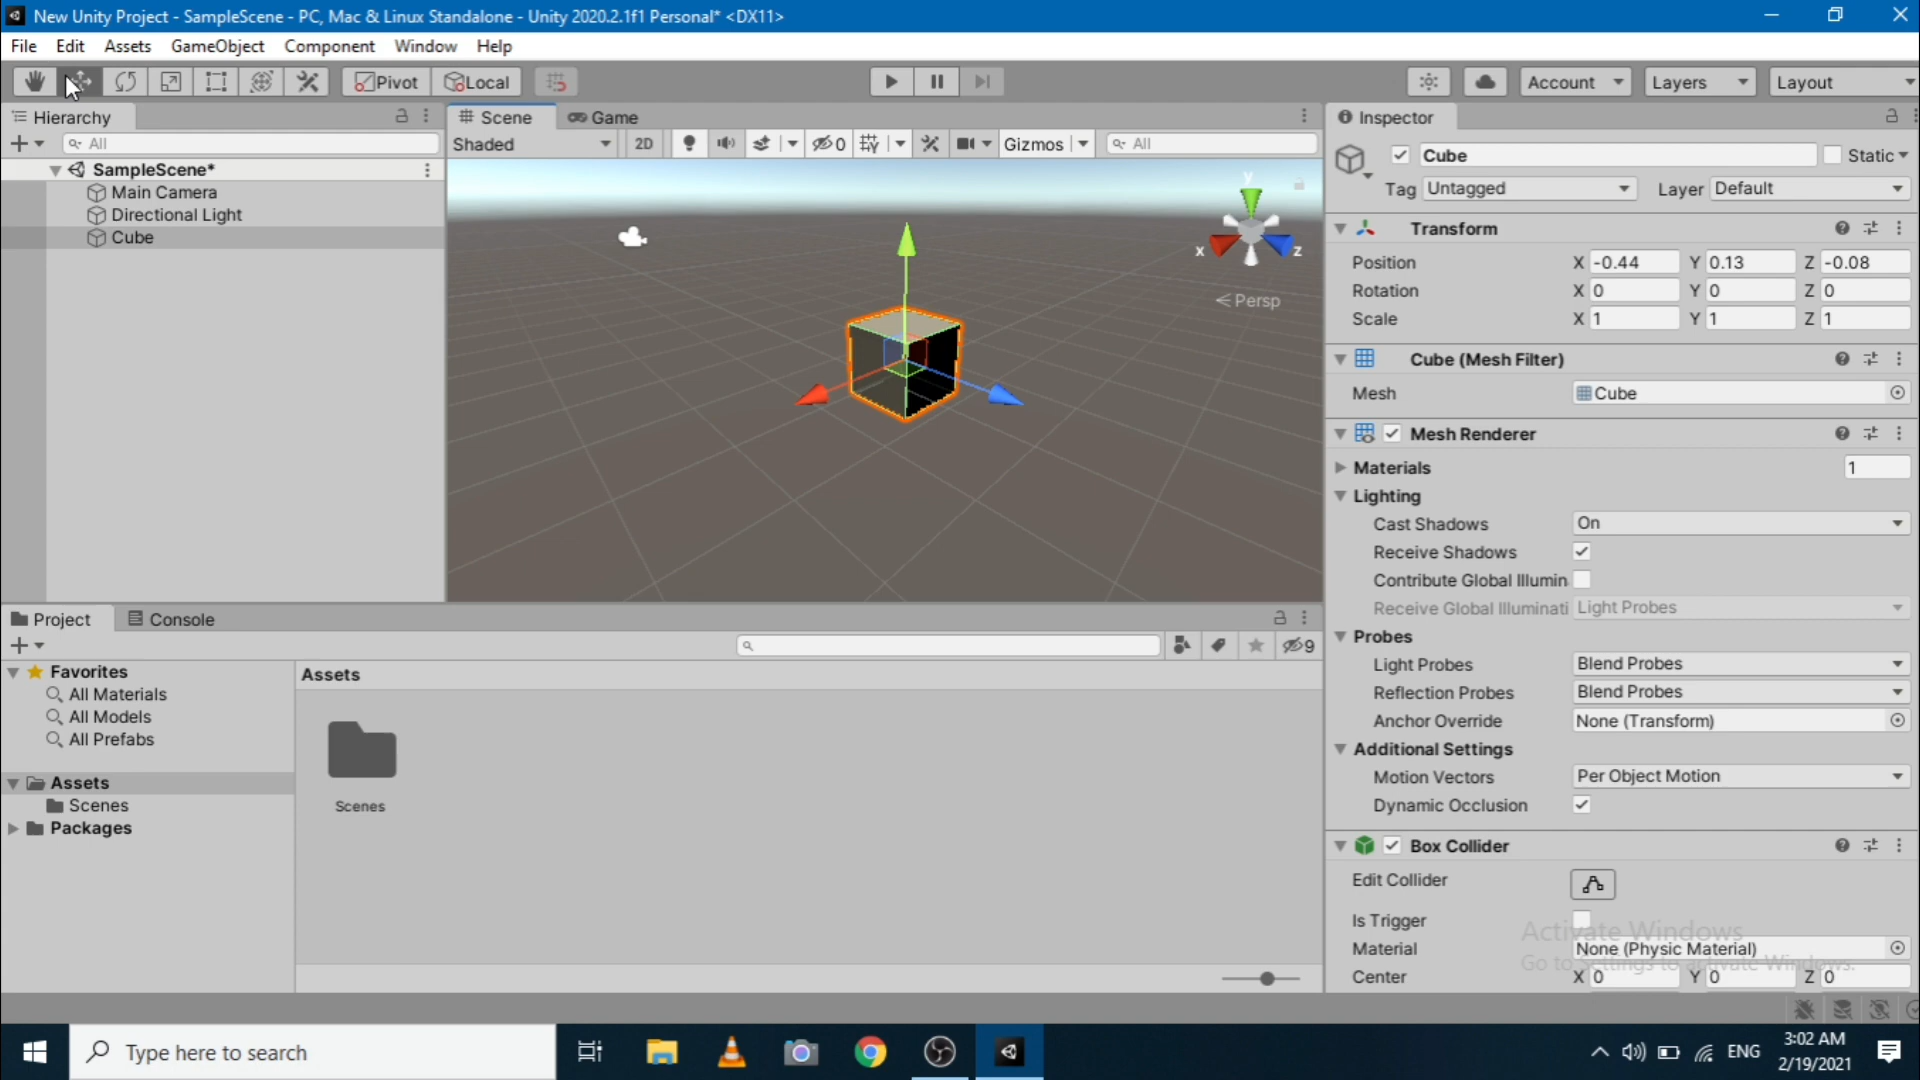 New Unity Project - SampleScene - PC, Mac & Linux Standalone - Unity 2020.2.1f1 Personal* <DX11>
File Edit Assets GameObject Component Window Help
Pivot Local Account Layers Layout
Hierarchy
All
SampleScene*
Main Camera
Directional Light
Cube
Scene Game
Shaded 2D 0 Gizmos All
y
x z
< Persp
Inspector
Cube Static
Tag Untagged Layer Default
Transform
Position X -0.44 Y 0.13 Z -0.08
Rotation X 0 Y 0 Z 0
Scale X 1 Y 1 Z 1
Cube (Mesh Filter)
Mesh Cube
Mesh Renderer
Materials 1
Lighting
Cast Shadows On
Receive Shadows
Contribute Global Illumin
Receive Global Illuminati Light Probes
Probes
Light Probes Blend Probes
Reflection Probes Blend Probes
Anchor Override None (Transform)
Additional Settings
Motion Vectors Per Object Motion
Dynamic Occlusion
Box Collider
Edit Collider
Is Trigger
Material None (Physic Material)
Center X 0 Y 0 Z 0
Activate Windows
Go to Settings to activate Windows.
Project Console
9
Favorites
All Materials
All Models
All Prefabs
Assets
Scenes
Packages
Assets
Scenes
Type here to search
ENG
3:02 AM
2/19/2021